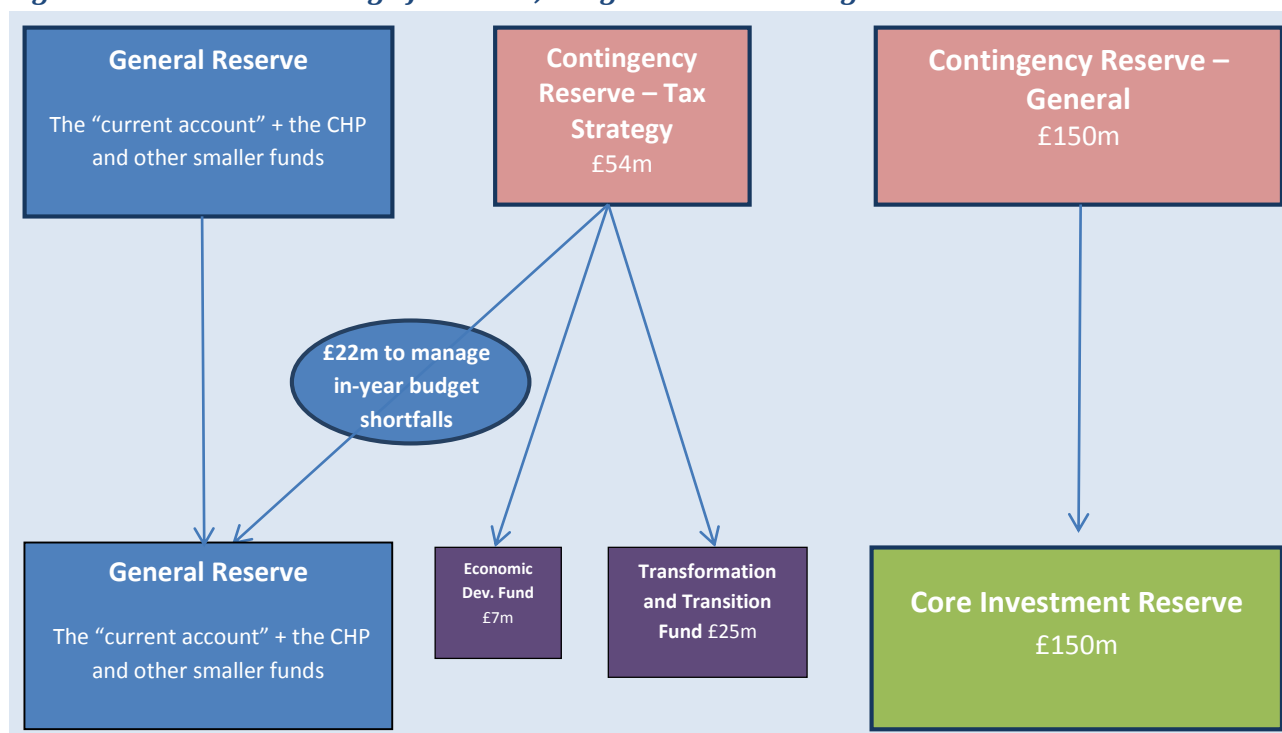 General Reserve
The “current account” + the CHP
and other smaller funds
Contingency
Reserve – Tax
Strategy
£54m
Contingency Reserve –
General
£150m
£22m to manage
in-year budget
shortfalls
General Reserve
The “current account” + the CHP
and other smaller funds
Economic
Dev. Fund
£7m
Transformation
and Transition
Fund £25m
Core Investment Reserve
£150m